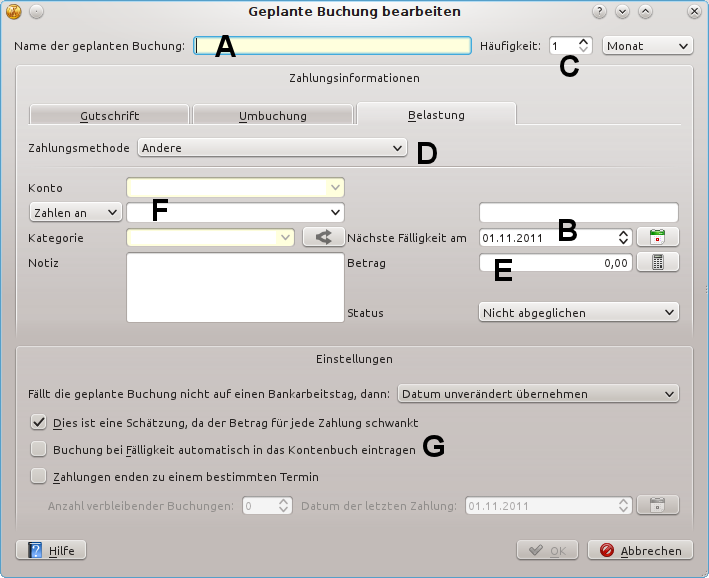 Geplante Buchung bearbeiten
Name der geplanten Buchung: A Häufigkeit: 1 Monat
C
Zahlungsinformationen
Gutschrift Umbuchung Belastung
Zahlungsmethode Andere D
Konto
Zahlen an F
Kategorie Nächste Fälligkeit am 01.11.2011 B
Notiz Betrag E 0,00
Status Nicht abgeglichen
Einstellungen
Fällt die geplante Buchung nicht auf einen Bankarbeitstag, dann: Datum unverändert übernehmen
Dies ist eine Schätzung, da der Betrag für jede Zahlung schwankt
Buchung bei Fälligkeit automatisch in das Kontenbuch eintragen G
Zahlungen enden zu einem bestimmten Termin
Anzahl verbleibender Buchungen: 0 Datum der letzten Zahlung: 01.11.2011
Hilfe OK Abbrechen